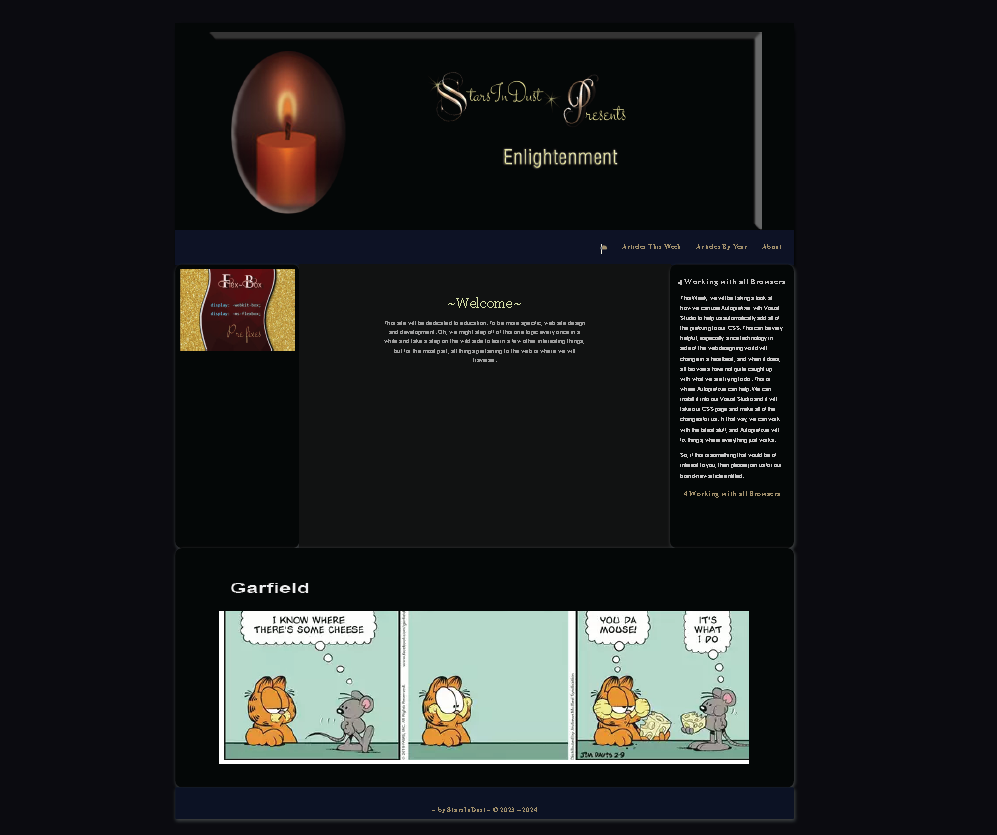 StarsInDust Presents
Enlightenment
Articles This Week Articles By Year About
Flex-Box
display: -webkit-box;
display: -ms-flexbox;
Pre fixes
~Welcome~
This site will be dedicated to education. To be more specific, web site design
and development. Oh, we might step off of this one topic every once in a
while and take a step on the wild side to learn a few other interesting things,
but for the most part, all things pertaining to the web is where we will
traverse.
Working with all Browsers
This Week, we will be taking a look at
how we can use Autoprefixer with Visual
Studio to help us automatically add all of
the prefixing to our CSS. This can be very
helpful, especially since technology in
side of the web designing world will
change in a heartbeat, and when it does,
all browsers have not quite caught up
with what we are trying to do. This is
where Autoprefixer can help. We can
install it into our Visual Studio and it will
take our CSS page and make all of the
changes for us. In that way, we can work
with the latest stuff, and Autoprefixer will
fix things where everything just works.
So, if this is something that would be of
interest to you, then please join us for our
brand-new article entitled:
Working with all Browsers
Garfield
I KNOW WHERE
THERE'S SOME CHEESE
YOU DA
MOUSE!
IT'S
WHAT
I DO
JIM DAVIS 2-9
~ by StarsInDust ~ © 2023 ~2024